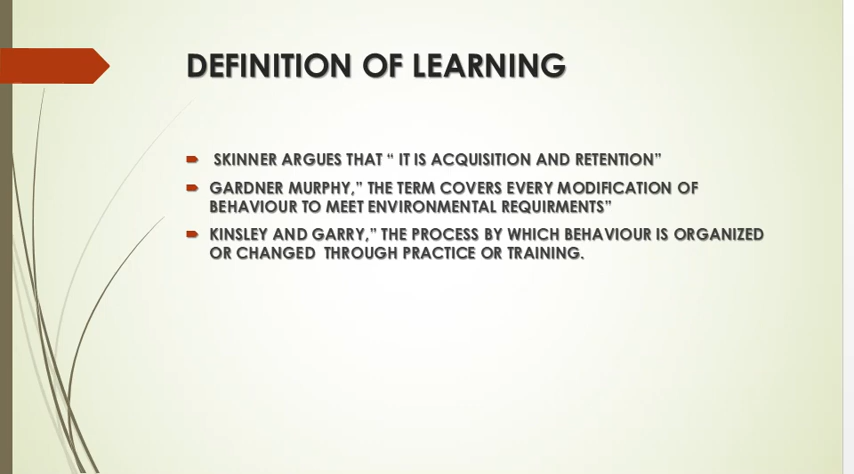 DEFINITION OF LEARNING
SKINNER ARGUES THAT “ IT IS ACQUISITION AND RETENTION”
GARDNER MURPHY,” THE TERM COVERS EVERY MODIFICATION OF
BEHAVIOUR TO MEET ENVIRONMENTAL REQUIRMENTS”
KINSLEY AND GARRY,” THE PROCESS BY WHICH BEHAVIOUR IS ORGANIZED
OR CHANGED  THROUGH PRACTICE OR TRAINING.